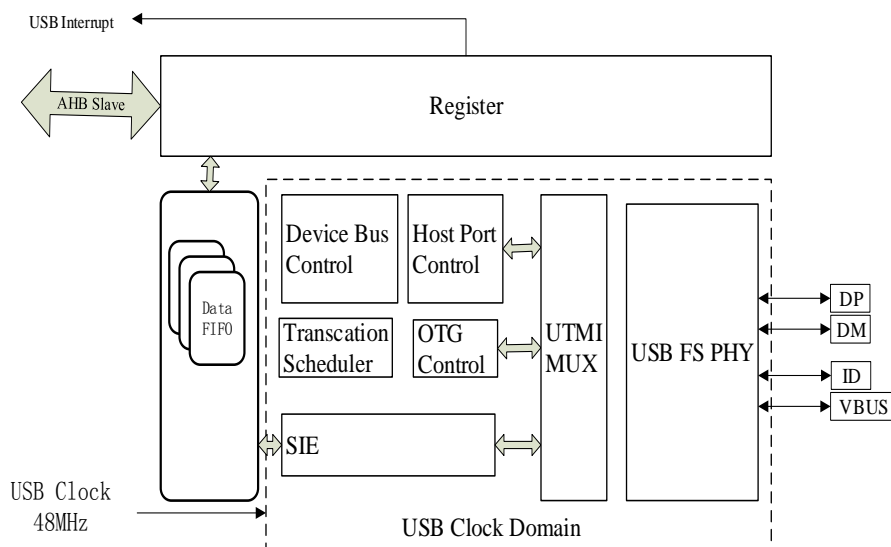 USB Interrupt
AHB Slave
Register
Device Bus
Control
Host Port
Control
Data
FIFO
Transcation
Scheduler
OTG
Control
UTMI
MUX
USB FS PHY
DP
DM
ID
VBUS
SIE
USB Clock
48MHz
USB Clock Domain